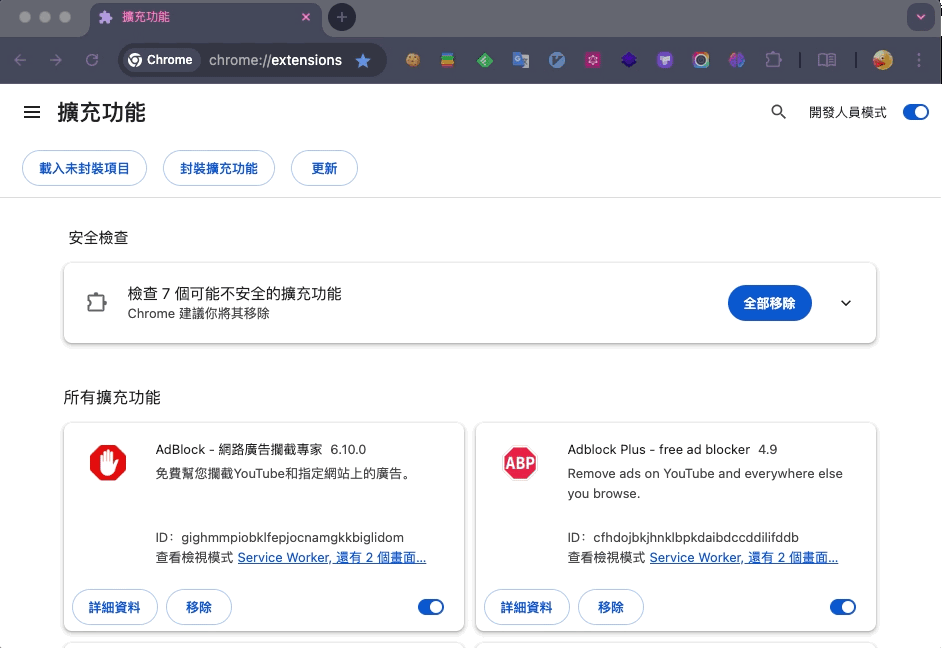 擴充功能
Chrome chrome://extensions
擴充功能
開發人員模式
載入未封裝項目 封裝擴充功能 更新
安全檢查
檢查 7 個可能不安全的擴充功能
Chrome 建議你將其移除
全部移除
所有擴充功能
AdBlock - 網路廣告攔截專家 6.10.0
免費幫您攔截YouTube和指定網站上的廣告。
ID：gighmmpiobklfepjocnamgkkbiglidom
查看檢視模式 Service Worker, 還有 2 個畫面...
詳細資料 移除
ABP
Adblock Plus - free ad blocker 4.9
Remove ads on YouTube and everywhere else
you browse.
ID：cfhdojbkjhnklbpkdaibdccddilifddb
查看檢視模式 Service Worker, 還有 2 個畫面...
詳細資料 移除